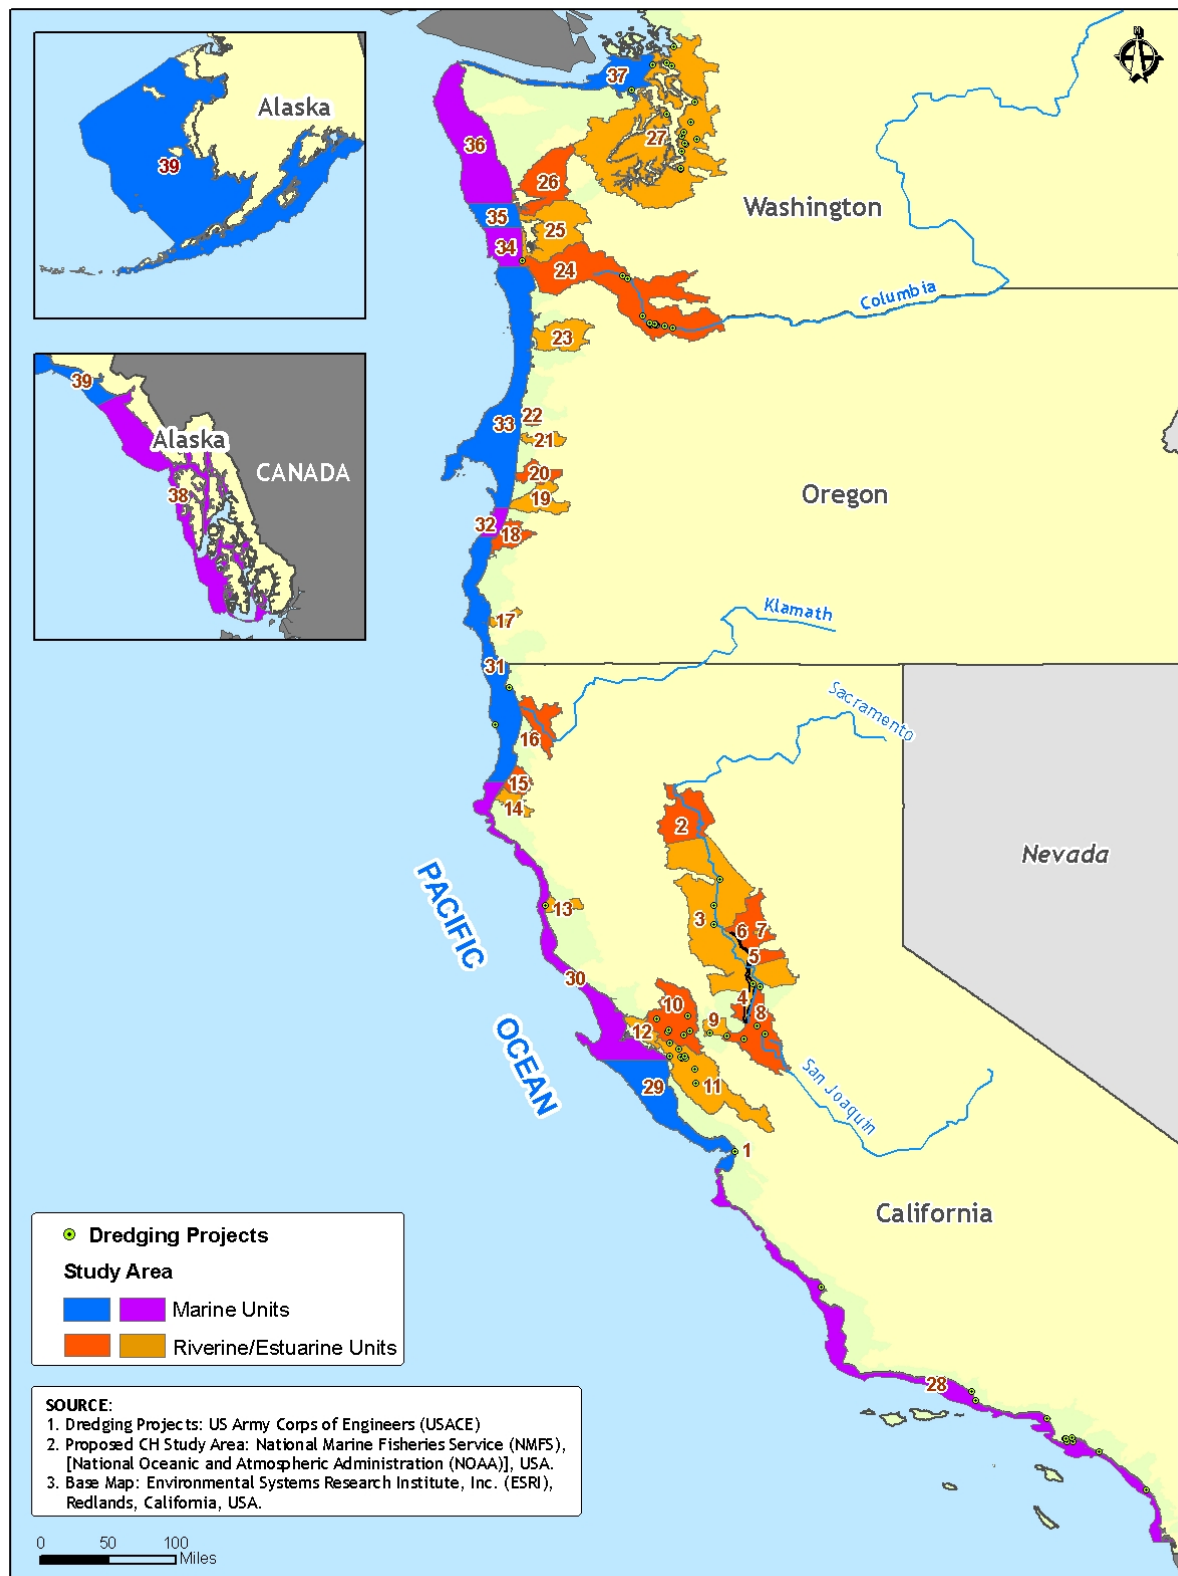 N
Alaska
39
39
Alaska
CANADA
38
37
36
27
26
35
25
34
24
Washington
Columbia
23
33
22
21
20
19
Oregon
32
18
17
Klamath
31
Sacramento
16
15
14
2
Nevada
PACIFIC
OCEAN
13
3
6
7
5
30
4
8
10
9
12
29
11
San Joaquin
1
California
28
Dredging Projects
Study Area
Marine Units
Riverine/Estuarine Units
SOURCE:
1. Dredging Projects: US Army Corps of Engineers (USACE)
2. Proposed CH Study Area: National Marine Fisheries Service (NMFS),
[National Oceanic and Atmospheric Administration (NOAA)], USA.
3. Base Map: Environmental Systems Research Institute, Inc. (ESRI),
Redlands, California, USA.
0 50 100
Miles